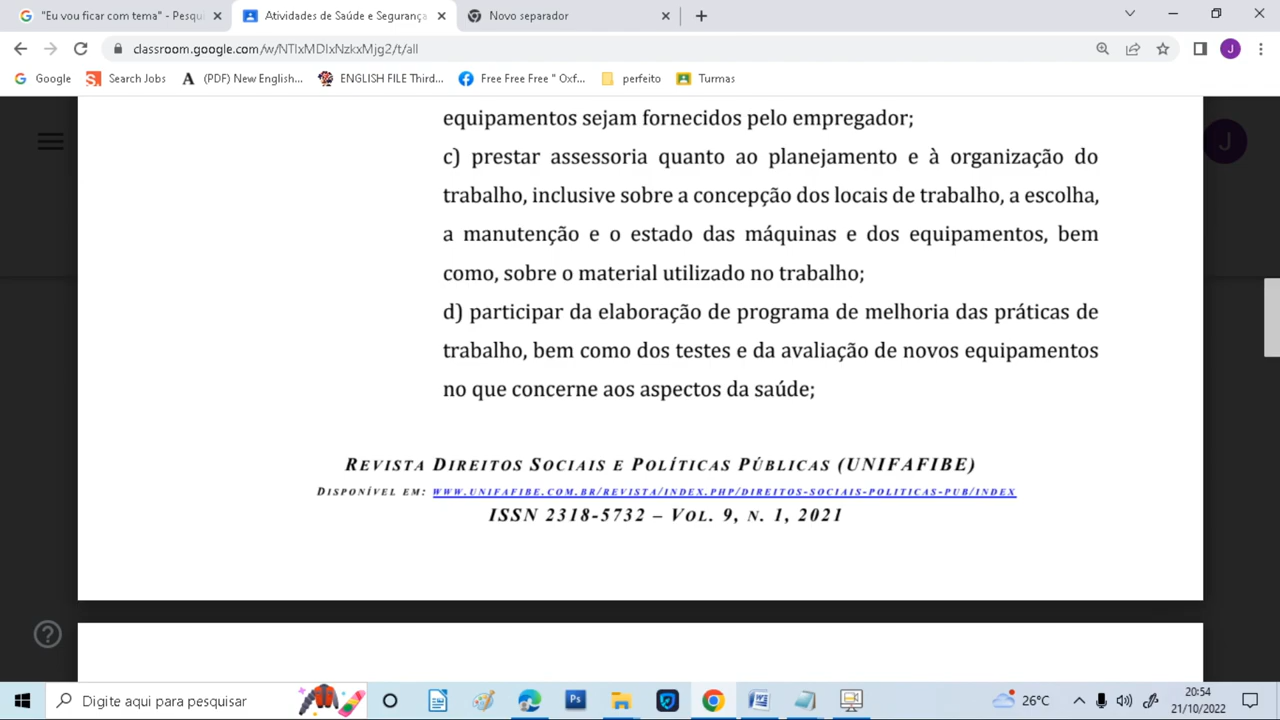 "Eu vou ficar com tema" - Pesqui
Atividades de Saúde e Segurança
Novo separador
classroom.google.com/w/NTIxMDIxNzkxMjg2/t/all
J
Google
Search Jobs
(PDF) New English...
ENGLISH FILE Third...
Free Free Free " Oxf...
perfeito
Turmas
J
equipamentos sejam fornecidos pelo empregador;
c) prestar assessoria quanto ao planejamento e à organização do
trabalho, inclusive sobre a concepção dos locais de trabalho, a escolha,
a manutenção e o estado das máquinas e dos equipamentos, bem
como, sobre o material utilizado no trabalho;
d) participar da elaboração de programa de melhoria das práticas de
trabalho, bem como dos testes e da avaliação de novos equipamentos
no que concerne aos aspectos da saúde;
REVISTA DIREITOS SOCIAIS E POLÍTICAS PÚBLICAS (UNIFAFIBE)
DISPONÍVEL EM: WWW.UNIFAFIBE.COM.BR/REVISTA/INDEX.PHP/DIREITOS-SOCIAIS-POLITICAS-PUB/INDEX
ISSN 2318-5732 – VOL. 9, N. 1, 2021
Digite aqui para pesquisar
Ps
26°C
20:54
21/10/2022